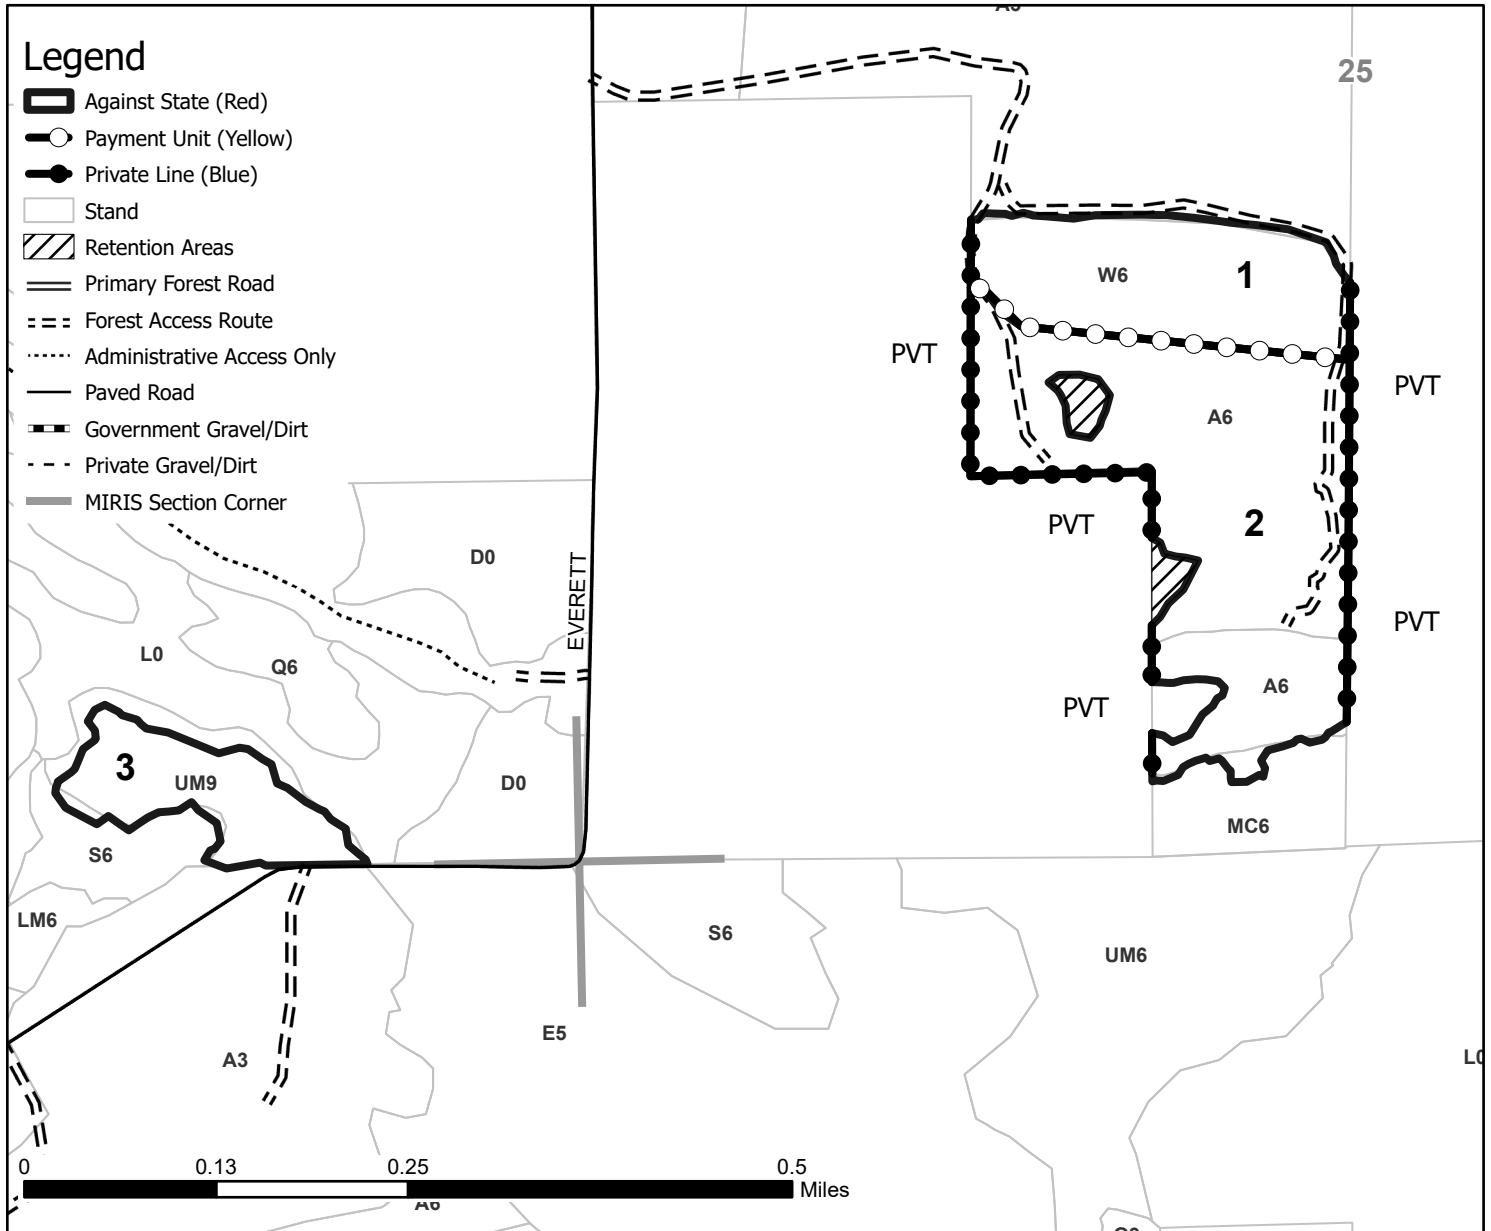 Legend
Against State (Red)
Payment Unit (Yellow)
Private Line (Blue)
Stand
Retention Areas
Primary Forest Road
Forest Access Route
Administrative Access Only
Paved Road
Government Gravel/Dirt
Private Gravel/Dirt
MIRIS Section Corner
25
W6
1
PVT
PVT
A6
PVT
2
D0
EVERETT
PVT
L0
Q6
A6
PVT
3
UM9
D0
MC6
S6
LM6
S6
UM6
E5
A3
0
0.13
0.25
0.5
Miles
A6